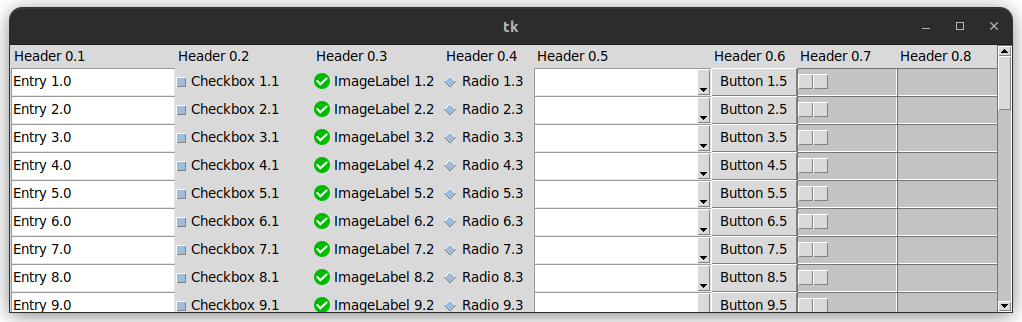 tk
Header 0.1 Header 0.2 Header 0.3 Header 0.4 Header 0.5 Header 0.6 Header 0.7 Header 0.8
Entry 1.0 Checkbox 1.1 ImageLabel 1.2 Radio 1.3 Button 1.5
Entry 2.0 Checkbox 2.1 ImageLabel 2.2 Radio 2.3 Button 2.5
Entry 3.0 Checkbox 3.1 ImageLabel 3.2 Radio 3.3 Button 3.5
Entry 4.0 Checkbox 4.1 ImageLabel 4.2 Radio 4.3 Button 4.5
Entry 5.0 Checkbox 5.1 ImageLabel 5.2 Radio 5.3 Button 5.5
Entry 6.0 Checkbox 6.1 ImageLabel 6.2 Radio 6.3 Button 6.5
Entry 7.0 Checkbox 7.1 ImageLabel 7.2 Radio 7.3 Button 7.5
Entry 8.0 Checkbox 8.1 ImageLabel 8.2 Radio 8.3 Button 8.5
Entry 9.0 Checkbox 9.1 ImageLabel 9.2 Radio 9.3 Button 9.5